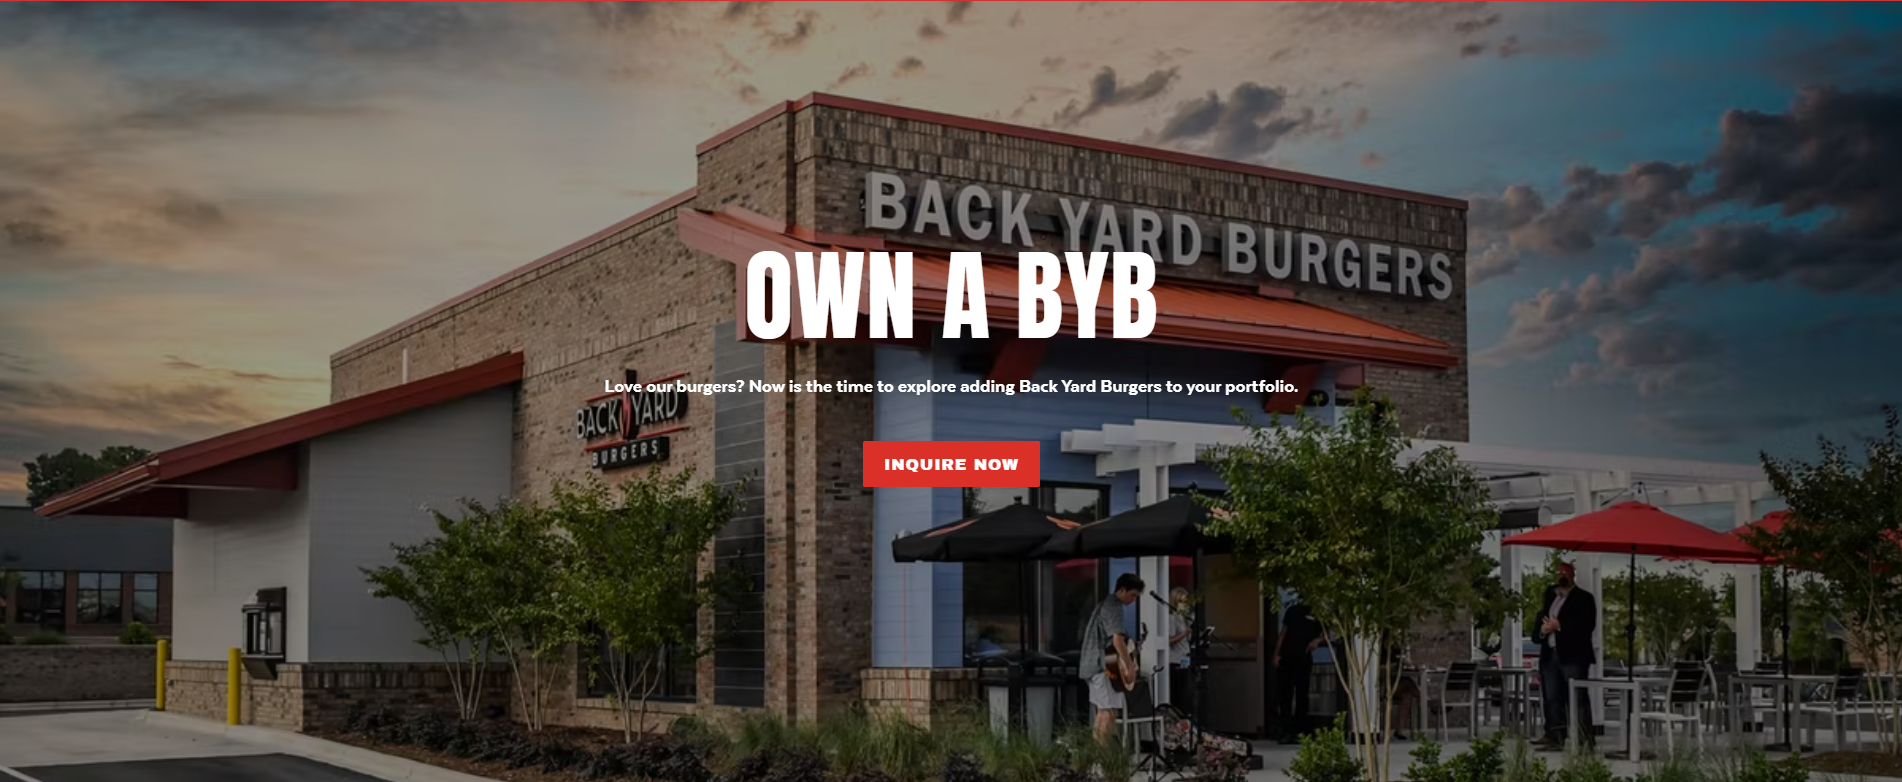 BACK YARD BURGERS
OWN A BYB
Love our burgers? Now is the time to explore adding Back Yard Burgers to your portfolio.
BACK YARD
BURGERS
INQUIRE NOW